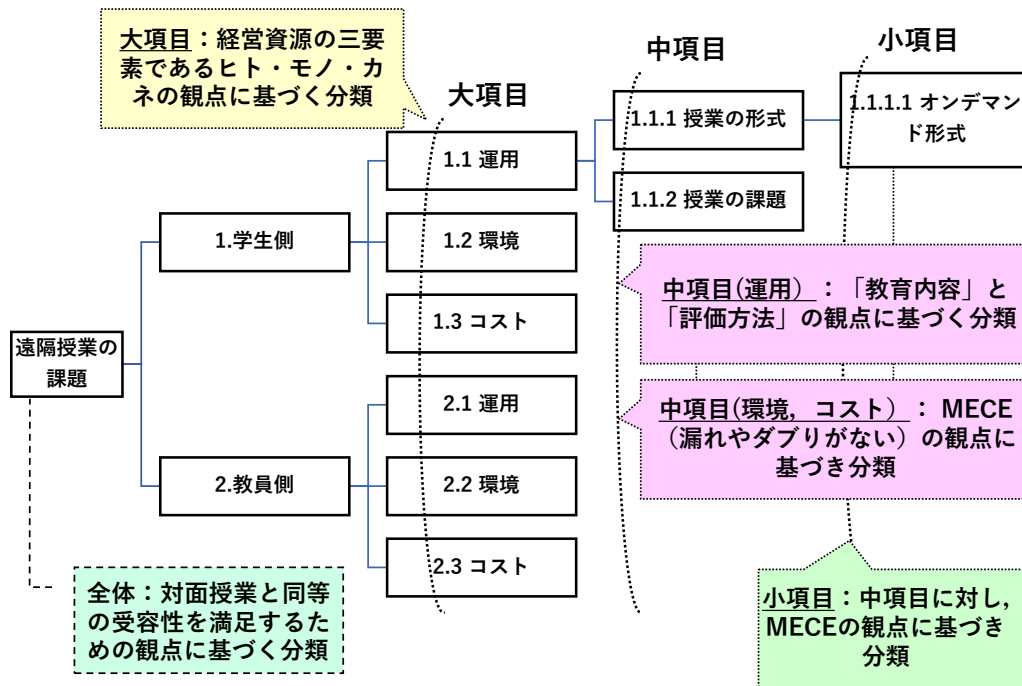 大項目：経営資源の三要
素であるヒト・モノ・カ
ネの観点に基づく分類
大項目
中項目
小項目
1.1 運用
1.1.1 授業の形式
1.1.1.1 オンデマン
ド形式
1.1.2 授業の課題
1.学生側
1.2 環境
1.3 コスト
中項目(運用）：「教育内容」と
「評価方法」の観点に基づく分類
遠隔授業の
課題
中項目(環境，コスト）： MECE
（漏れやダブりがない）の観点に
基づき分類
2.1 運用
2.教員側
2.2 環境
2.3 コスト
全体：対面授業と同等
の受容性を満足するた
めの観点に基づく分類
小項目：中項目に対し,
MECEの観点に基づき
分類